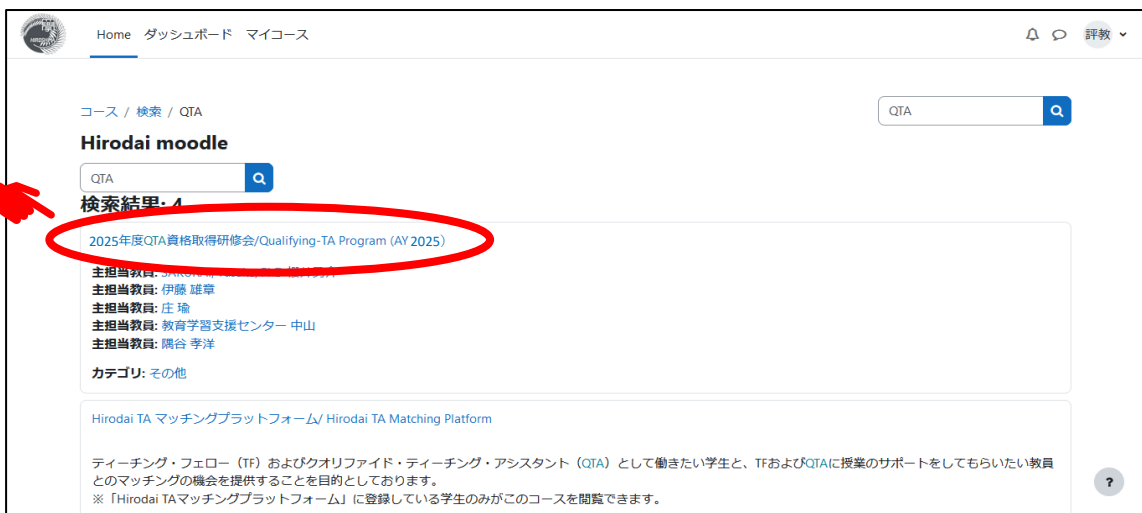 Home ダッシュボード マイコース
評教
コース / 検索 / QTA
QTA
Hirodai moodle
QTA
検索結果: 4
2025年度QTA資格取得研修会/Qualifying-TA Program (AY 2025)
主担当教員:
主担当教員: 伊藤 雄章
主担当教員: 庄 瑜
主担当教員: 教育学習支援センター 中山
主担当教員: 隅谷 孝洋
カテゴリ: その他
Hirodai TA マッチングプラットフォーム/ Hirodai TA Matching Platform
ティーチング・フェロー（TF）およびクオリファイド・ティーチング・アシスタント（QTA）として働きたい学生と、TFおよびQTAに授業のサポートをしてもらいたい教員
とのマッチングの機会を提供することを目的としております。
※「Hirodai TAマッチングプラットフォーム」に登録している学生のみがこのコースを閲覧できます。
?